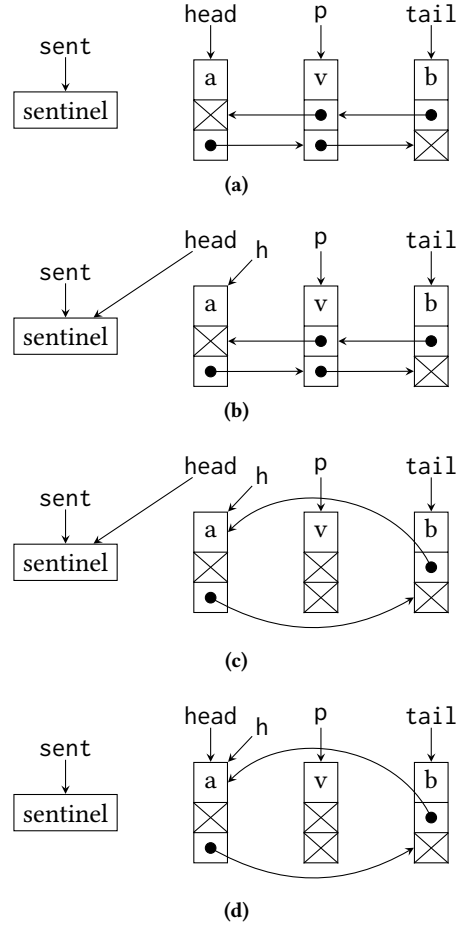 head p tail
sent
a v b
sentinel
(a)
head h p tail
sent
a v b
sentinel
(b)
head h p tail
sent
a v b
sentinel
(c)
head h p tail
sent
a v b
sentinel
(d)